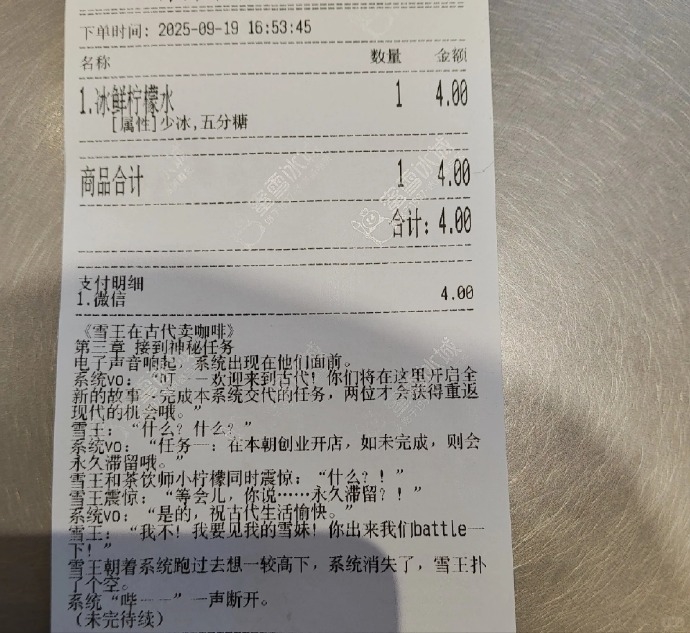 下单时间: 2025-09-19 16:53:45
名称 数量 金额
1.冰鲜柠檬水 1 4.00
[属性]少冰,五分糖
商品合计 1 4.00
合计: 4.00
支付明细
1.微信 4.00
《雪王在古代卖咖啡》
第三章 接到神秘任务
电子声音响起，系统出现在他们面前。
系统vo：“叮——欢迎来到古代！你们将在这里开启全
新的故事，完成本系统交代的任务，两位才会获得重返
现代的机会哦。”
雪王：“什么？什么？”
系统vo：“任务一：在本朝创业开店，如未完成，则会
永久滞留哦。”
雪王和茶饮师小柠檬同时震惊：“什么？！”
雪王震惊：“等会儿，你说……永久滞留？！”
系统vo：“是的，祝古代生活愉快。”
雪王：“我不！我要见我的雪妹！你出来我们battle一
下！”
雪王朝着系统跑过去想一较高下，系统消失了，雪王扑
了个空。
系统“哔——”一声断开。
（未完待续）
蜜雪冰城